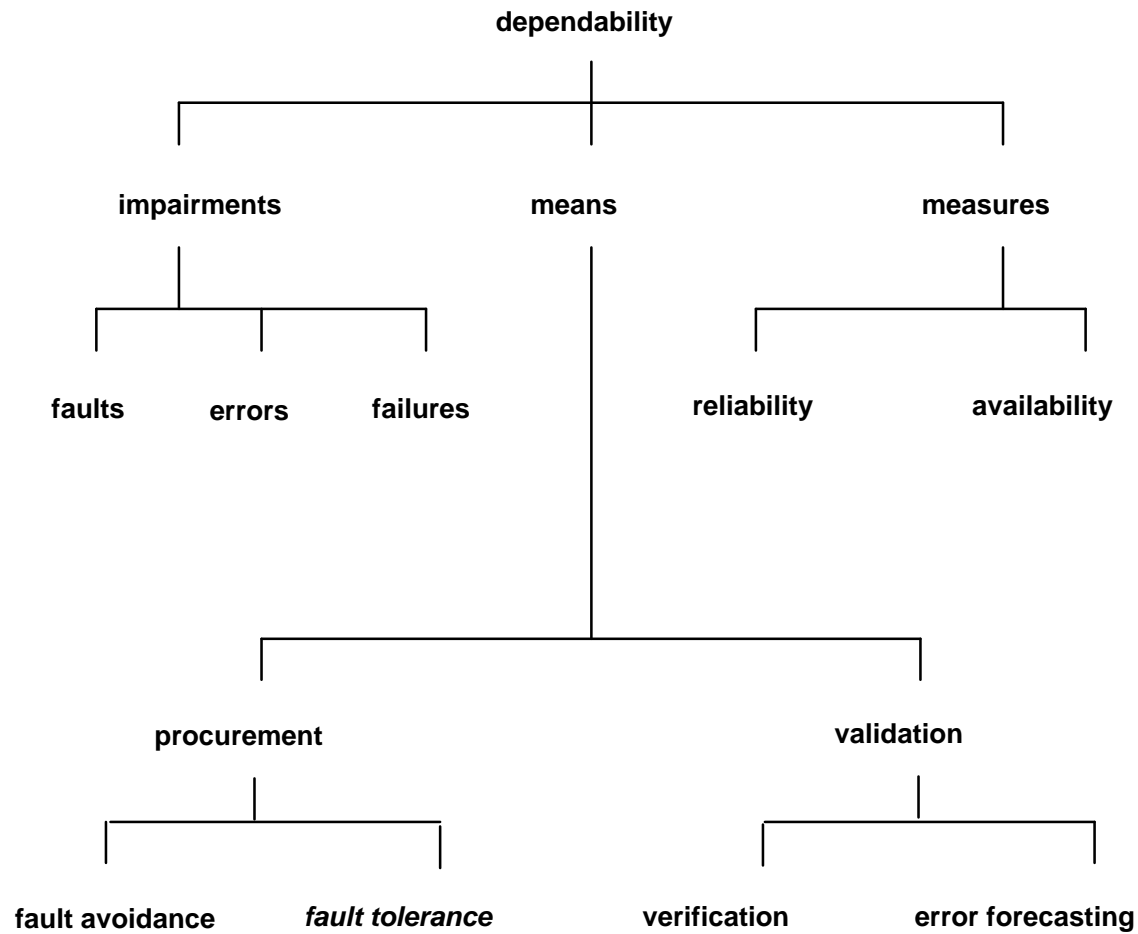 dependability
impairments means measures
faults errors failures reliability availability
procurement validation
fault avoidance fault tolerance verification error forecasting